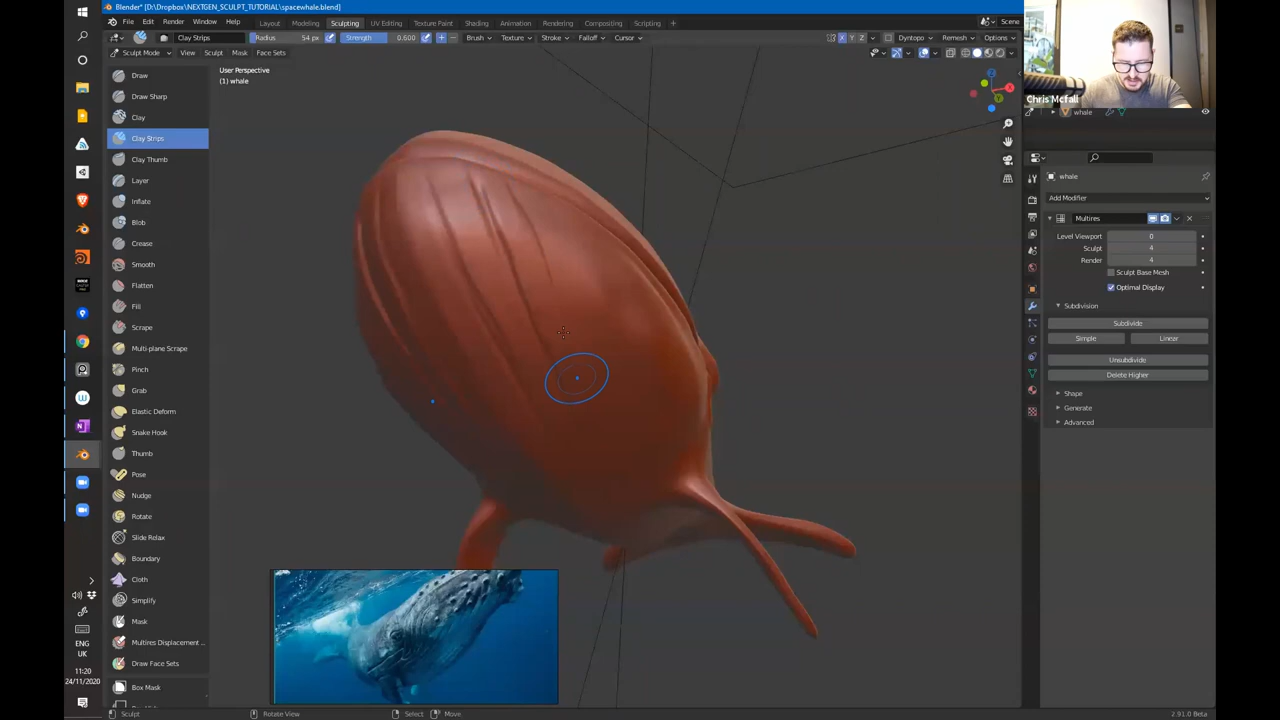 Blender* [D:\Dropbox\NEXTGEN_SCULPT_TUTORIAL\spacewhale.blend]
File Edit Render Window Help Layout Modeling Sculpting UV Editing Texture Paint Shading Animation Rendering Compositing Scripting + Scene
Clay Strips Radius 54 px Strength 0.600 Brush Texture Stroke Falloff Cursor X Y Z Dyntopo Remesh Options
Sculpt Mode View Sculpt Mask Face Sets
User Perspective
(1) whale
Draw
Draw Sharp
Clay
Clay Strips
Clay Thumb
Layer
Inflate
Blob
Crease
Smooth
Flatten
Fill
Scrape
Multi-plane Scrape
Pinch
Grab
Elastic Deform
Snake Hook
Thumb
Pose
Nudge
Rotate
Slide Relax
Boundary
Cloth
Simplify
Mask
Multires Displacement ...
Draw Face Sets
Box Mask
Chris Mcfall
whale
whale
Add Modifier
Multires
Level Viewport 0
Sculpt 4
Render 4
Sculpt Base Mesh
Optimal Display
Subdivision
Subdivide
Simple Linear
Unsubdivide
Delete Higher
Shape
Generate
Advanced
ENG
UK
11:20
24/11/2020
Sculpt Rotate View Select Move 2.91.0 Beta